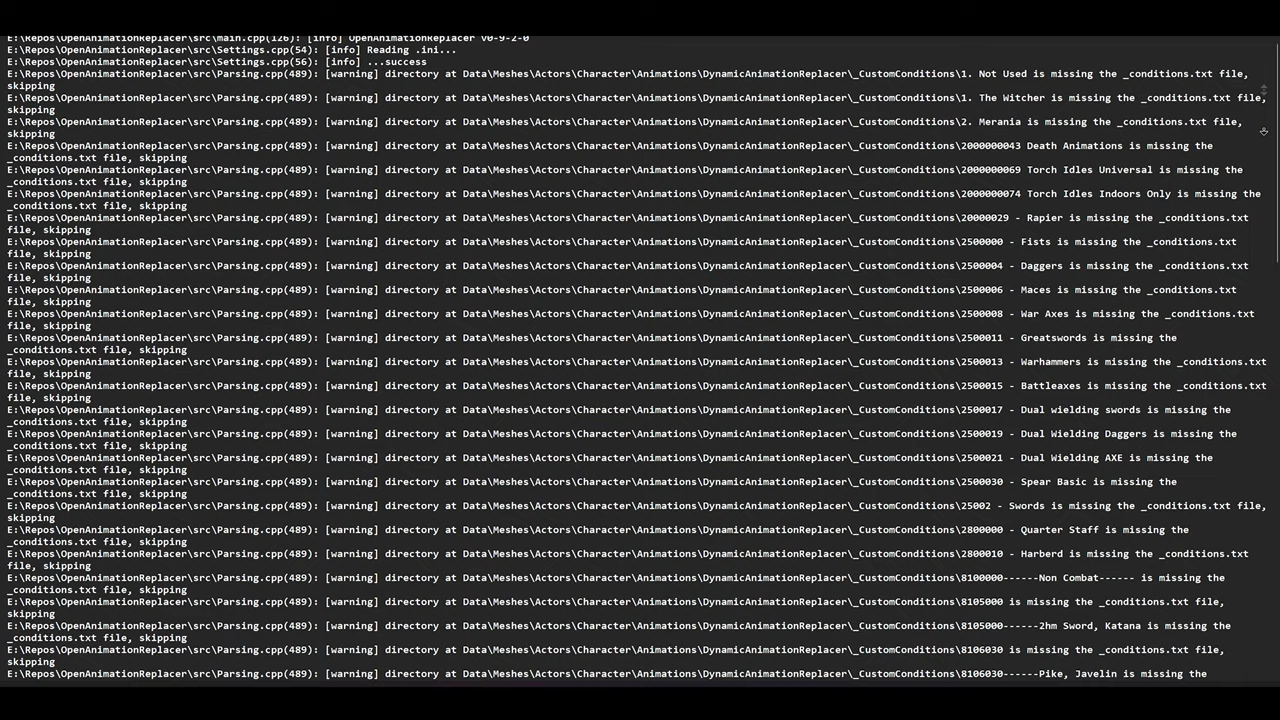 E:\Repos\OpenAnimationReplacer\src\main.cpp(126): [info] OpenAnimationReplacer v0-9-2-0
E:\Repos\OpenAnimationReplacer\src\Settings.cpp(54): [info] Reading .ini...
E:\Repos\OpenAnimationReplacer\src\Settings.cpp(56): [info] ...success
E:\Repos\OpenAnimationReplacer\src\Parsing.cpp(489): [warning] directory at Data\Meshes\Actors\Character\Animations\DynamicAnimationReplacer\_CustomConditions\1. Not Used is missing the _conditions.txt file,
skipping
E:\Repos\OpenAnimationReplacer\src\Parsing.cpp(489): [warning] directory at Data\Meshes\Actors\Character\Animations\DynamicAnimationReplacer\_CustomConditions\1. The Witcher is missing the _conditions.txt file,
skipping
E:\Repos\OpenAnimationReplacer\src\Parsing.cpp(489): [warning] directory at Data\Meshes\Actors\Character\Animations\DynamicAnimationReplacer\_CustomConditions\2. Merania is missing the _conditions.txt file,
skipping
E:\Repos\OpenAnimationReplacer\src\Parsing.cpp(489): [warning] directory at Data\Meshes\Actors\Character\Animations\DynamicAnimationReplacer\_CustomConditions\2000000043 Death Animations is missing the
_conditions.txt file, skipping
E:\Repos\OpenAnimationReplacer\src\Parsing.cpp(489): [warning] directory at Data\Meshes\Actors\Character\Animations\DynamicAnimationReplacer\_CustomConditions\2000000069 Torch Idles Universal is missing the
_conditions.txt file, skipping
E:\Repos\OpenAnimationReplacer\src\Parsing.cpp(489): [warning] directory at Data\Meshes\Actors\Character\Animations\DynamicAnimationReplacer\_CustomConditions\2000000074 Torch Idles Indoors Only is missing the
_conditions.txt file, skipping
E:\Repos\OpenAnimationReplacer\src\Parsing.cpp(489): [warning] directory at Data\Meshes\Actors\Character\Animations\DynamicAnimationReplacer\_CustomConditions\20000029 - Rapier is missing the _conditions.txt
file, skipping
E:\Repos\OpenAnimationReplacer\src\Parsing.cpp(489): [warning] directory at Data\Meshes\Actors\Character\Animations\DynamicAnimationReplacer\_CustomConditions\2500000 - Fists is missing the _conditions.txt
file, skipping
E:\Repos\OpenAnimationReplacer\src\Parsing.cpp(489): [warning] directory at Data\Meshes\Actors\Character\Animations\DynamicAnimationReplacer\_CustomConditions\2500004 - Daggers is missing the _conditions.txt
file, skipping
E:\Repos\OpenAnimationReplacer\src\Parsing.cpp(489): [warning] directory at Data\Meshes\Actors\Character\Animations\DynamicAnimationReplacer\_CustomConditions\2500006 - Maces is missing the _conditions.txt
file, skipping
E:\Repos\OpenAnimationReplacer\src\Parsing.cpp(489): [warning] directory at Data\Meshes\Actors\Character\Animations\DynamicAnimationReplacer\_CustomConditions\2500008 - War Axes is missing the _conditions.txt
file, skipping
E:\Repos\OpenAnimationReplacer\src\Parsing.cpp(489): [warning] directory at Data\Meshes\Actors\Character\Animations\DynamicAnimationReplacer\_CustomConditions\2500011 - Greatswords is missing the
_conditions.txt file, skipping
E:\Repos\OpenAnimationReplacer\src\Parsing.cpp(489): [warning] directory at Data\Meshes\Actors\Character\Animations\DynamicAnimationReplacer\_CustomConditions\2500013 - Warhammers is missing the _conditions.txt
file, skipping
E:\Repos\OpenAnimationReplacer\src\Parsing.cpp(489): [warning] directory at Data\Meshes\Actors\Character\Animations\DynamicAnimationReplacer\_CustomConditions\2500015 - Battleaxes is missing the _conditions.txt
file, skipping
E:\Repos\OpenAnimationReplacer\src\Parsing.cpp(489): [warning] directory at Data\Meshes\Actors\Character\Animations\DynamicAnimationReplacer\_CustomConditions\2500017 - Dual wielding swords is missing the
_conditions.txt file, skipping
E:\Repos\OpenAnimationReplacer\src\Parsing.cpp(489): [warning] directory at Data\Meshes\Actors\Character\Animations\DynamicAnimationReplacer\_CustomConditions\2500019 - Dual Wielding Daggers is missing the
_conditions.txt file, skipping
E:\Repos\OpenAnimationReplacer\src\Parsing.cpp(489): [warning] directory at Data\Meshes\Actors\Character\Animations\DynamicAnimationReplacer\_CustomConditions\2500021 - Dual Wielding AXE is missing the
_conditions.txt file, skipping
E:\Repos\OpenAnimationReplacer\src\Parsing.cpp(489): [warning] directory at Data\Meshes\Actors\Character\Animations\DynamicAnimationReplacer\_CustomConditions\2500030 - Spear Basic is missing the
_conditions.txt file, skipping
E:\Repos\OpenAnimationReplacer\src\Parsing.cpp(489): [warning] directory at Data\Meshes\Actors\Character\Animations\DynamicAnimationReplacer\_CustomConditions\25002 - Swords is missing the _conditions.txt file,
skipping
E:\Repos\OpenAnimationReplacer\src\Parsing.cpp(489): [warning] directory at Data\Meshes\Actors\Character\Animations\DynamicAnimationReplacer\_CustomConditions\2800000 - Quarter Staff is missing the
_conditions.txt file, skipping
E:\Repos\OpenAnimationReplacer\src\Parsing.cpp(489): [warning] directory at Data\Meshes\Actors\Character\Animations\DynamicAnimationReplacer\_CustomConditions\2800010 - Harberd is missing the _conditions.txt
file, skipping
E:\Repos\OpenAnimationReplacer\src\Parsing.cpp(489): [warning] directory at Data\Meshes\Actors\Character\Animations\DynamicAnimationReplacer\_CustomConditions\8100000------Non Combat------ is missing the
_conditions.txt file, skipping
E:\Repos\OpenAnimationReplacer\src\Parsing.cpp(489): [warning] directory at Data\Meshes\Actors\Character\Animations\DynamicAnimationReplacer\_CustomConditions\8105000 is missing the _conditions.txt file,
skipping
E:\Repos\OpenAnimationReplacer\src\Parsing.cpp(489): [warning] directory at Data\Meshes\Actors\Character\Animations\DynamicAnimationReplacer\_CustomConditions\8105000------2hm Sword, Katana is missing the
_conditions.txt file, skipping
E:\Repos\OpenAnimationReplacer\src\Parsing.cpp(489): [warning] directory at Data\Meshes\Actors\Character\Animations\DynamicAnimationReplacer\_CustomConditions\8106030 is missing the _conditions.txt file,
skipping
E:\Repos\OpenAnimationReplacer\src\Parsing.cpp(489): [warning] directory at Data\Meshes\Actors\Character\Animations\DynamicAnimationReplacer\_CustomConditions\8106030------Pike, Javelin is missing the